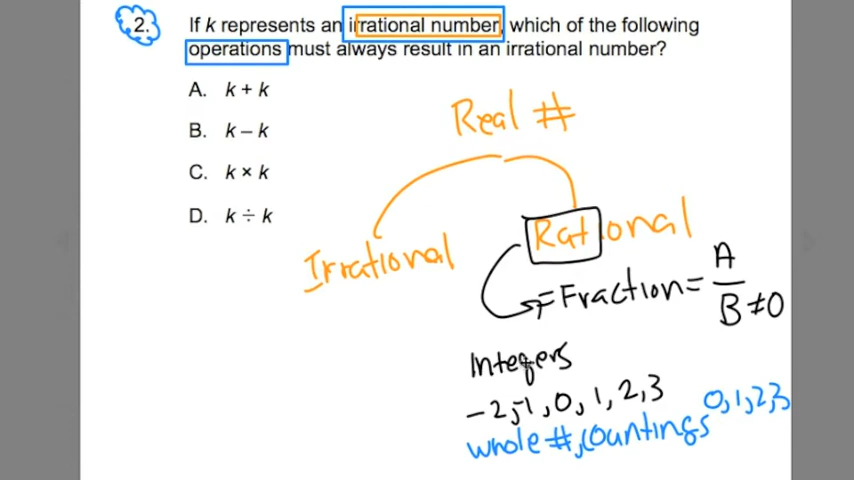 2. If k represents an irrational number, which of the following
operations must always result in an irrational number?
A. k + k
B. k – k
C. k × k
D. k ÷ k
Real #
Irrational
Rational
= Fraction = A
B ≠ 0
Integers
-2,-1, 0, 1, 2, 3
whole #, countings 0, 1, 2, 3,